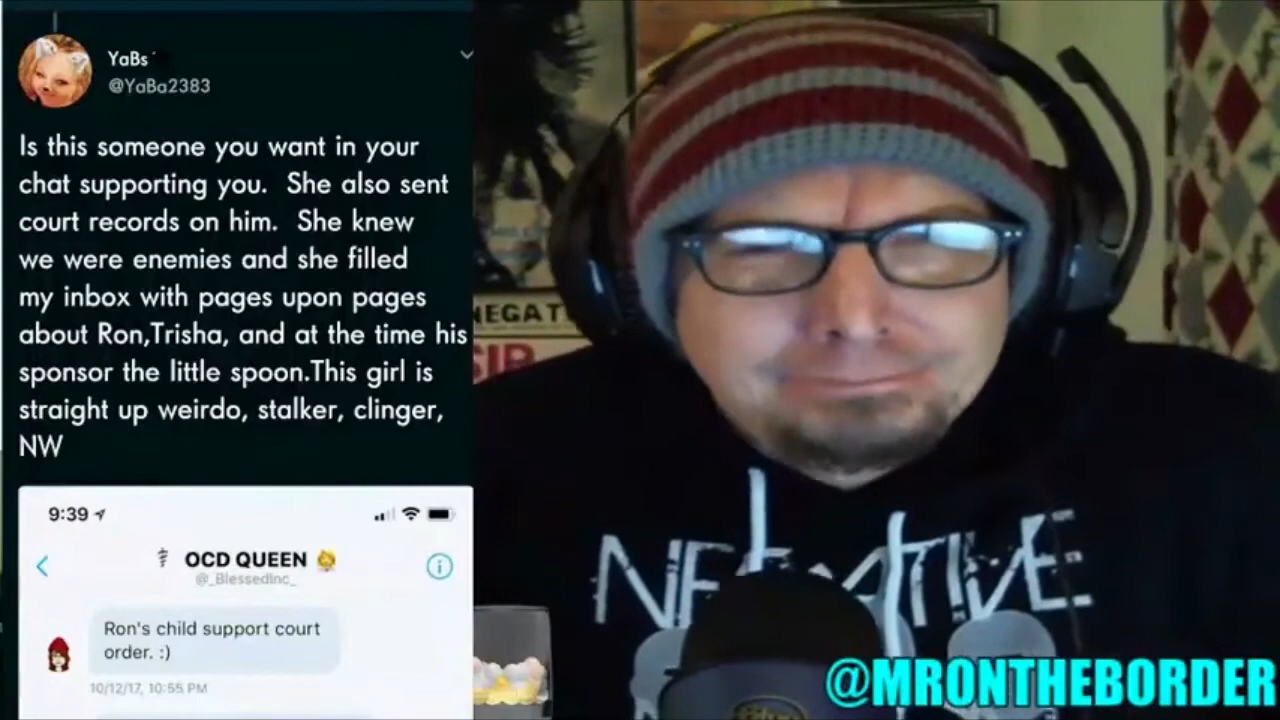 YaBs
@YaBa2383
Is this someone you want in your
chat supporting you. She also sent
court records on him. She knew
we were enemies and she filled
my inbox with pages upon pages
about Ron,Trisha, and at the time his
sponsor the little spoon.This girl is
straight up weirdo, stalker, clinger,
NW
9:39
OCD QUEEN
@_BlessedInc_
Ron's child support court
order. :)
10/12/17, 10:55 PM
@MRONTHEBORDER